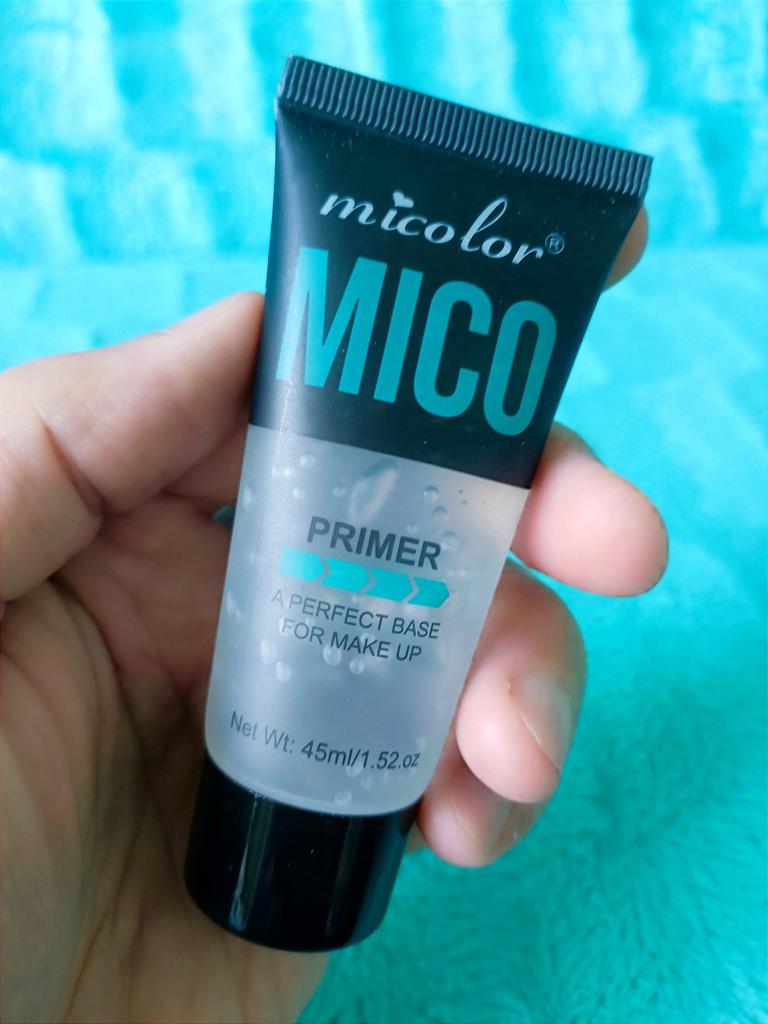 micolor®
MICO
PRIMER
A PERFECT BASE
FOR MAKE UP
Net Wt: 45ml/1.52.oz